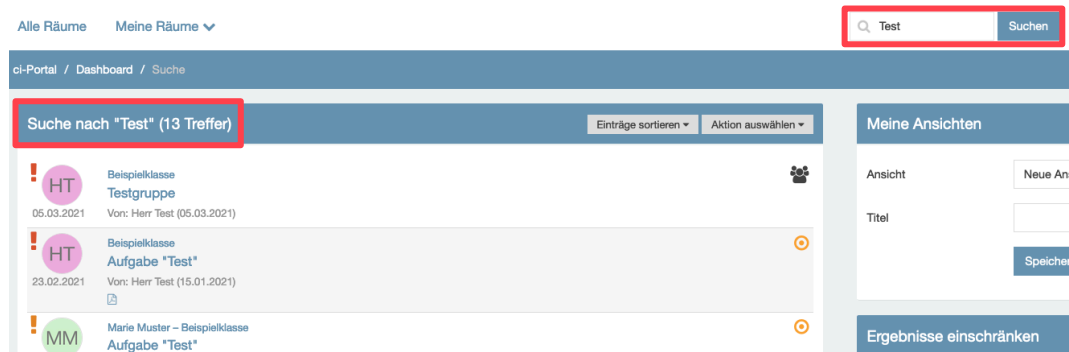 Alle Räume Meine Räume
Test Suchen
ci-Portal / Dashboard / Suche
Suche nach "Test" (13 Treffer)
Einträge sortieren Aktion auswählen
HT
05.03.2021
Beispielklasse
Testgruppe
Von: Herr Test (05.03.2021)
HT
23.02.2021
Beispielklasse
Aufgabe "Test"
Von: Herr Test (15.01.2021)
MM
Marie Muster – Beispielklasse
Aufgabe "Test"
Meine Ansichten
Ansicht Neue An
Titel
Speicher
Ergebnisse einschränken